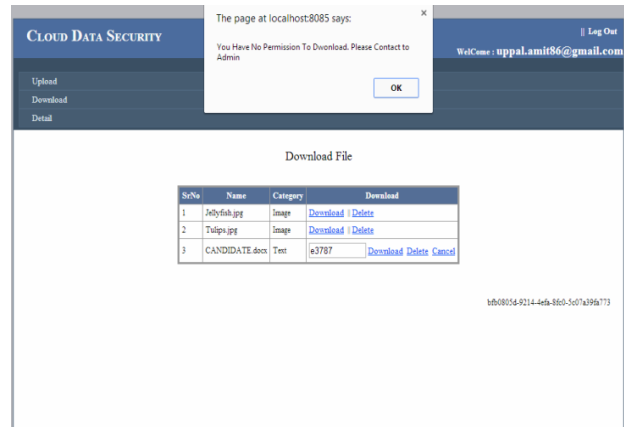 The page at localhost:8085 says:
×
You Have No Permission To Dwonload. Please Contact to
Admin
OK
CLOUD DATA SECURITY
|| Log Out
WelCome : uppal.amit86@gmail.com
Upload
Download
Detail
Download File
SrNo Name Category Download
1 Jellyfish.jpg Image Download || Delete
2 Tulips.jpg Image Download || Delete
3 CANDIDATE.docx Text e3787 Download Delete Cancel
bfb0805d-9214-4efa-8fc0-5c07a39fa773